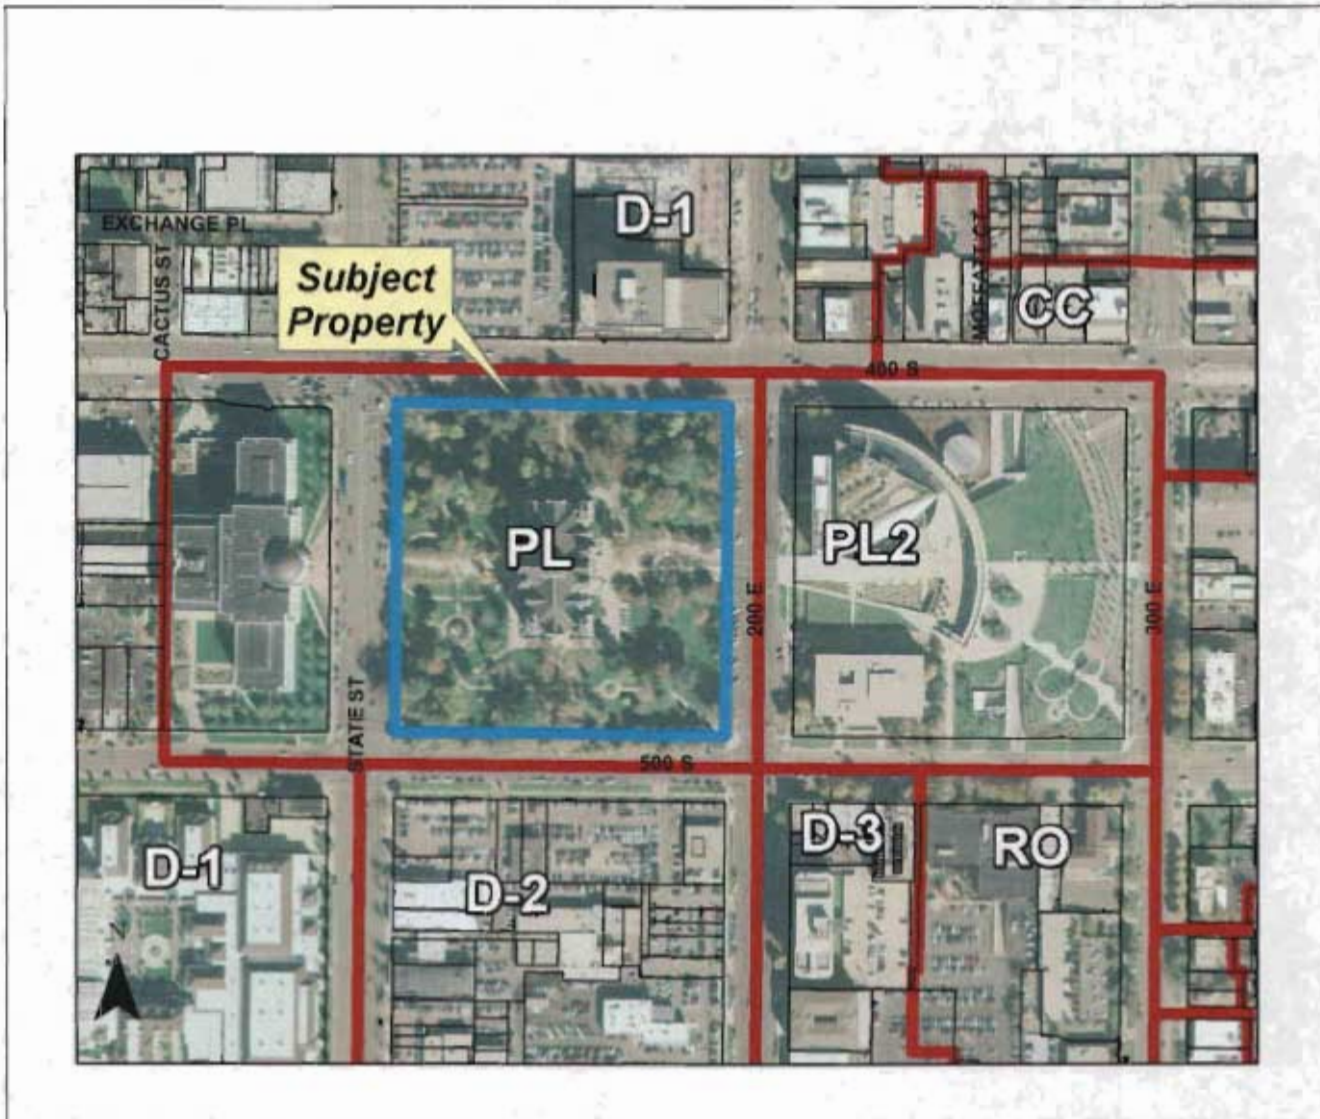 D-1
EXCHANGE PL
Subject
Property
CACTUS ST
MOFFAT CT
CC
400 S
PL
PL2
200 E
300 E
STATE ST
500 S
D-3
RO
D-1
D-2